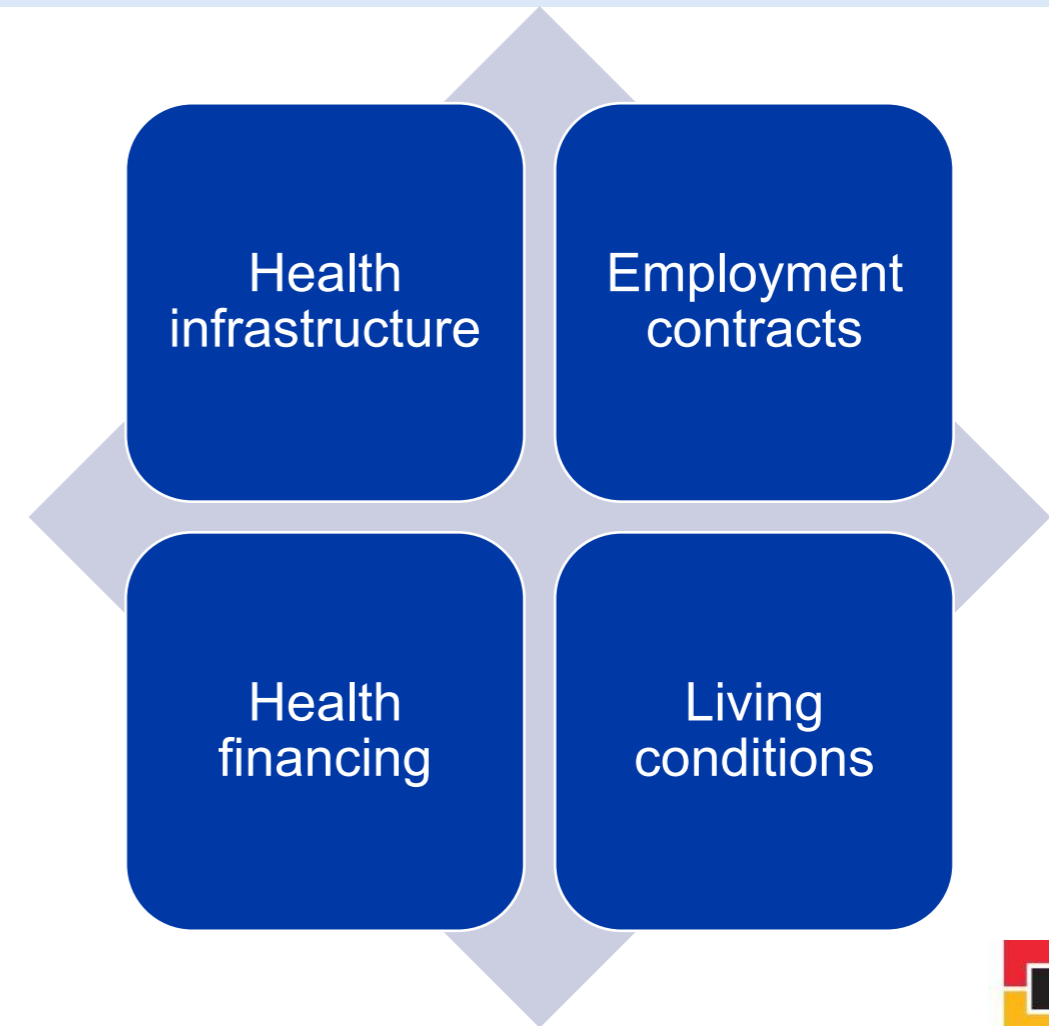 Health
infrastructure
Employment
contracts
Health
financing
Living
conditions